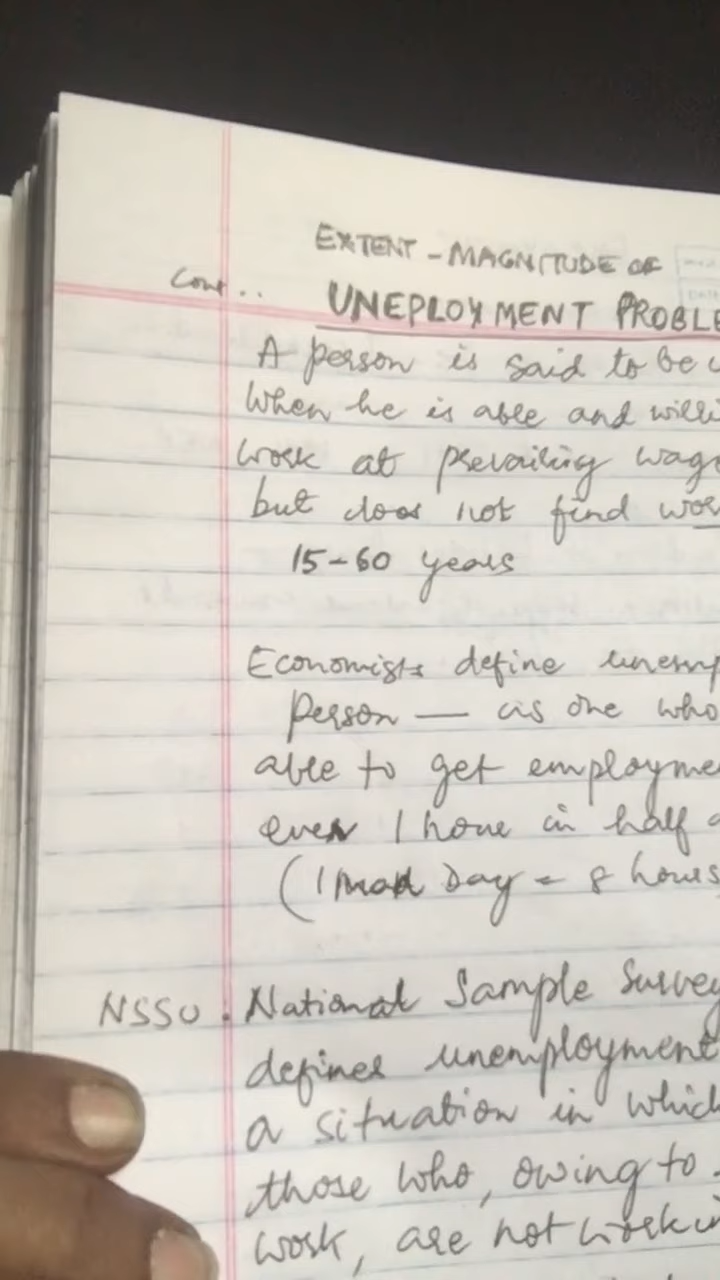 EXTENT - MAGNITUDE OF
Cont..
UNEPLOYMENT PROBLE
A person is said to be u
When he is able and willi
work at prevailing wag
but does not find wor
15-60 years
Economists define unemp
person — as one who
able to get employme
even 1 hour in half a
(1 man Day = 8 hours
NSSO : National Sample Survey
defines unemployment
a situation in which
those who, owing to
work, are not workin